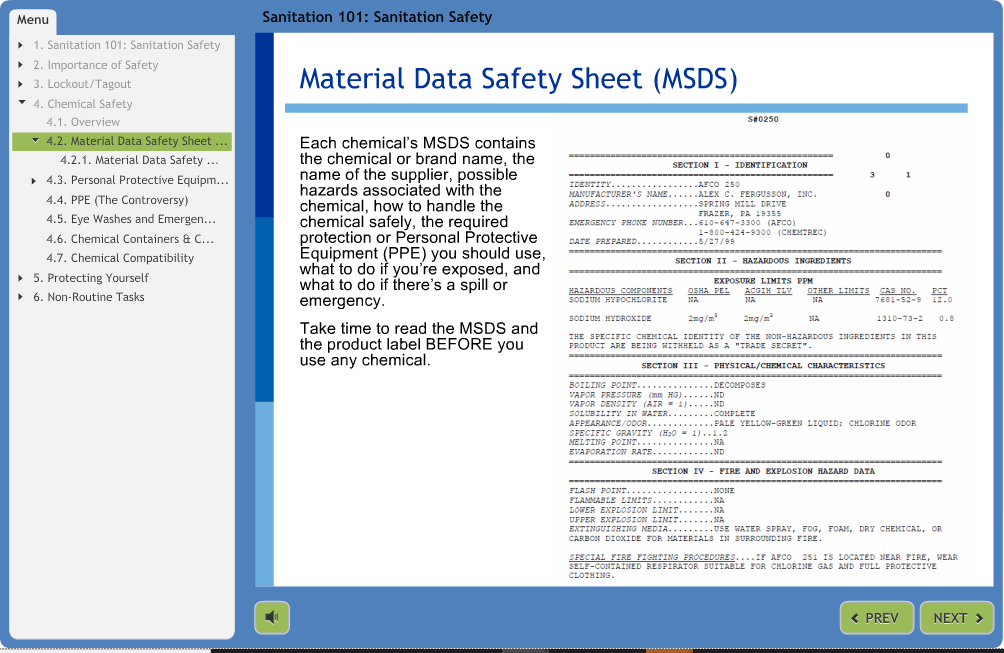 Menu
Sanitation 101: Sanitation Safety
1. Sanitation 101: Sanitation Safety
2. Importance of Safety
3. Lockout/Tagout
4. Chemical Safety
4.1. Overview
4.2. Material Data Safety Sheet ...
4.2.1. Material Data Safety ...
4.3. Personal Protective Equipm...
4.4. PPE (The Controversy)
4.5. Eye Washes and Emergen...
4.6. Chemical Containers & C...
4.7. Chemical Compatibility
5. Protecting Yourself
6. Non-Routine Tasks
Material Data Safety Sheet (MSDS)
Each chemical's MSDS contains
the chemical or brand name, the
name of the supplier, possible
hazards associated with the
chemical, how to handle the
chemical safely, the required
protection or Personal Protective
Equipment (PPE) you should use,
what to do if you're exposed, and
what to do if there's a spill or
emergency.
Take time to read the MSDS and
the product label BEFORE you
use any chemical.
S#0250
0
SECTION I - IDENTIFICATION
3 1
IDENTITY.................AFCO 250
MANUFACTURER'S NAME......ALEX C. FERGUSSON, INC. 0
ADDRESS..................SPRING MILL DRIVE
FRAZER, PA 19355
EMERGENCY PHONE NUMBER...610-647-3300 (AFCO)
1-800-424-9300 (CHEMTREC)
DATE PREPARED............5/27/99
SECTION II - HAZARDOUS INGREDIENTS
EXPOSURE LIMITS PPM
HAZARDOUS COMPONENTS OSHA PEL ACGIH TLV OTHER LIMITS CAS NO. PCT
SODIUM HYPOCHLORITE NA NA NA 7681-52-9 12.0
SODIUM HYDROXIDE 2mg/m³ 2mg/m³ NA 1310-73-2 0.8
THE SPECIFIC CHEMICAL IDENTITY OF THE NON-HAZARDOUS INGREDIENTS IN THIS
PRODUCT ARE BEING WITHHELD AS A "TRADE SECRET".
SECTION III - PHYSICAL/CHEMICAL CHARACTERISTICS
BOILING POINT...............DECOMPOSES
VAPOR PRESSURE (mm HG)......ND
VAPOR DENSITY (AIR = 1).....ND
SOLUBILITY IN WATER.........COMPLETE
APPEARANCE/ODOR.............PALE YELLOW-GREEN LIQUID; CHLORINE ODOR
SPECIFIC GRAVITY (H₂O = 1)..1.2
MELTING POINT...............NA
EVAPORATION RATE............ND
SECTION IV - FIRE AND EXPLOSION HAZARD DATA
FLASH POINT.................NONE
FLAMMABLE LIMITS............NA
LOWER EXPLOSION LIMIT.......NA
UPPER EXPLOSION LIMIT.......NA
EXTINGUISHING MEDIA.........USE WATER SPRAY, FOG, FOAM, DRY CHEMICAL, OR
CARBON DIOXIDE FOR MATERIALS IN SURROUNDING FIRE.
SPECIAL FIRE FIGHTING PROCEDURES....IF AFCO 251 IS LOCATED NEAR FIRE, WEAR
SELF-CONTAINED RESPIRATOR SUITABLE FOR CHLORINE GAS AND FULL PROTECTIVE
CLOTHING.
PREV
NEXT